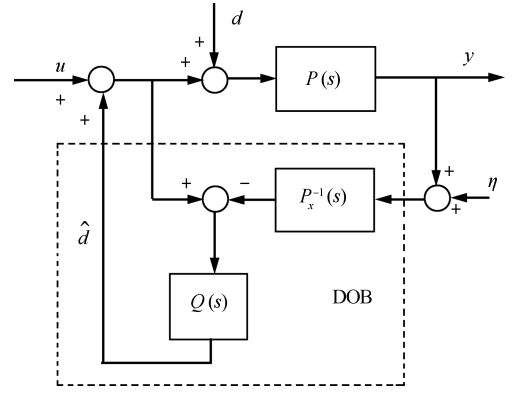 d
+
u
+
P(s)
y
+
+
+
+
P_x^{-1}(s)
−
+
η
+
d̂
Q(s)
DOB